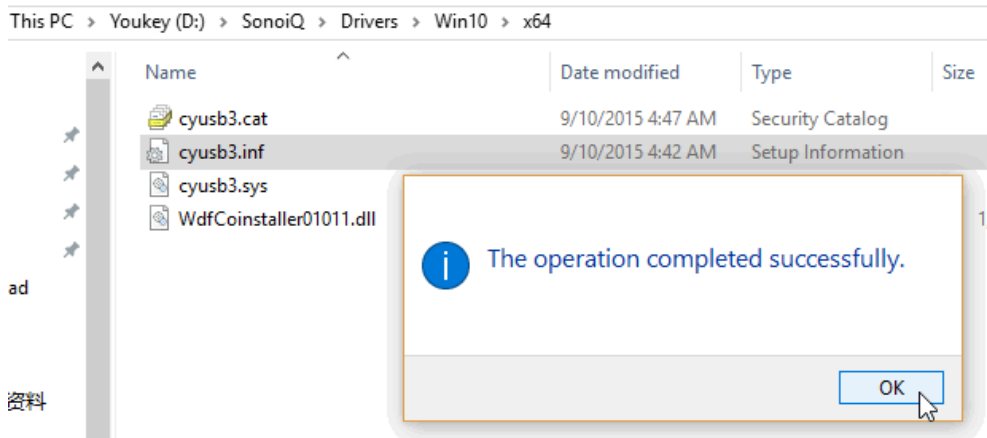 This PC > Youkey (D:) > SonoiQ > Drivers > Win10 > x64
Name Date modified Type Size
cyusb3.cat 9/10/2015 4:47 AM Security Catalog
cyusb3.inf 9/10/2015 4:42 AM Setup Information
cyusb3.sys
WdfCoinstaller01011.dll 1
The operation completed successfully.
ad
资料
OK